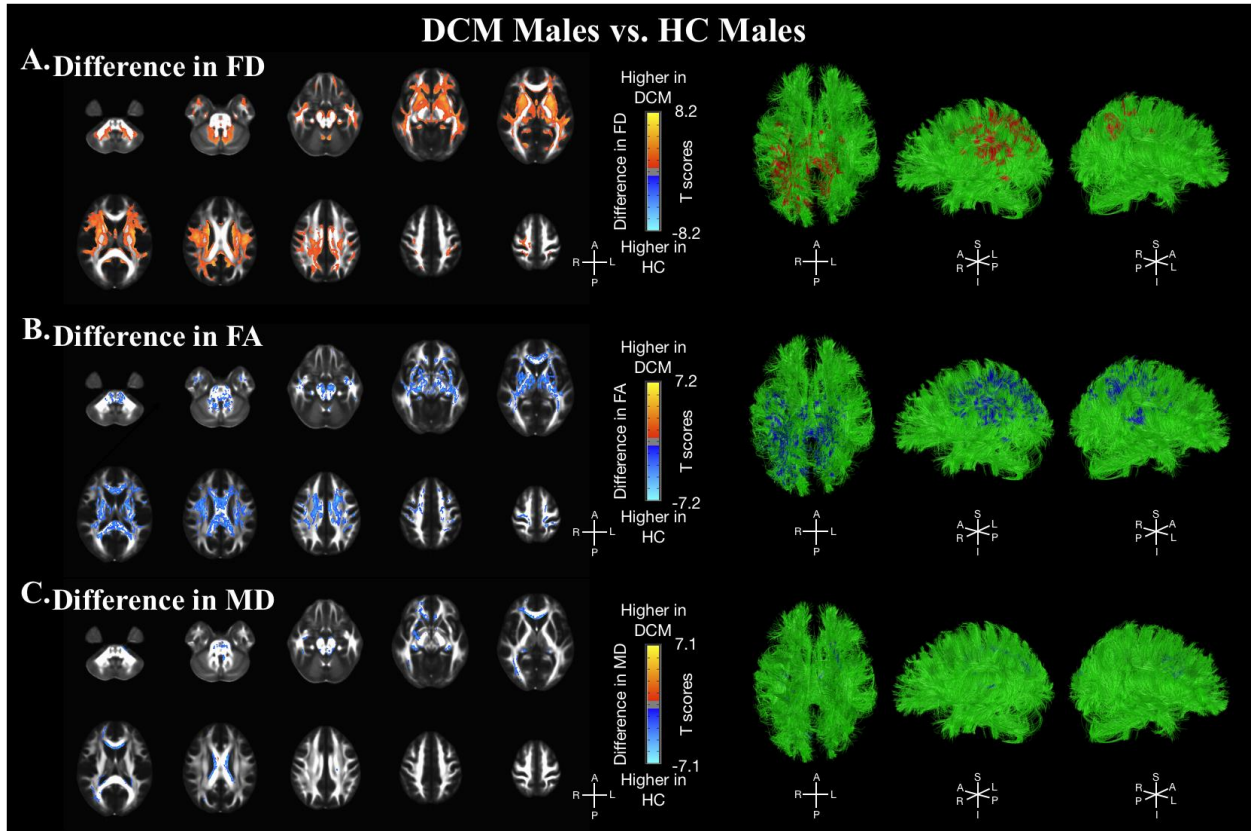 DCM Males vs. HC Males
A. Difference in FD
Higher in
DCM
8.2
Difference in FD
T scores
-8.2
Higher in
HC
A
R L
P
A
R L
P
S
A L
R P
I
S
A A
R P L
I
B. Difference in FA
Higher in
DCM
7.2
Difference in FA
T scores
-7.2
Higher in
HC
A
R L
P
A
R L
P
S
A L
R P
I
S
R A
P L
I
C. Difference in MD
Higher in
DCM
7.1
Difference in MD
T scores
-7.1
Higher in
HC
A
R L
P
A
R L
P
S
A L
R P
I
S
A A
R P L
I